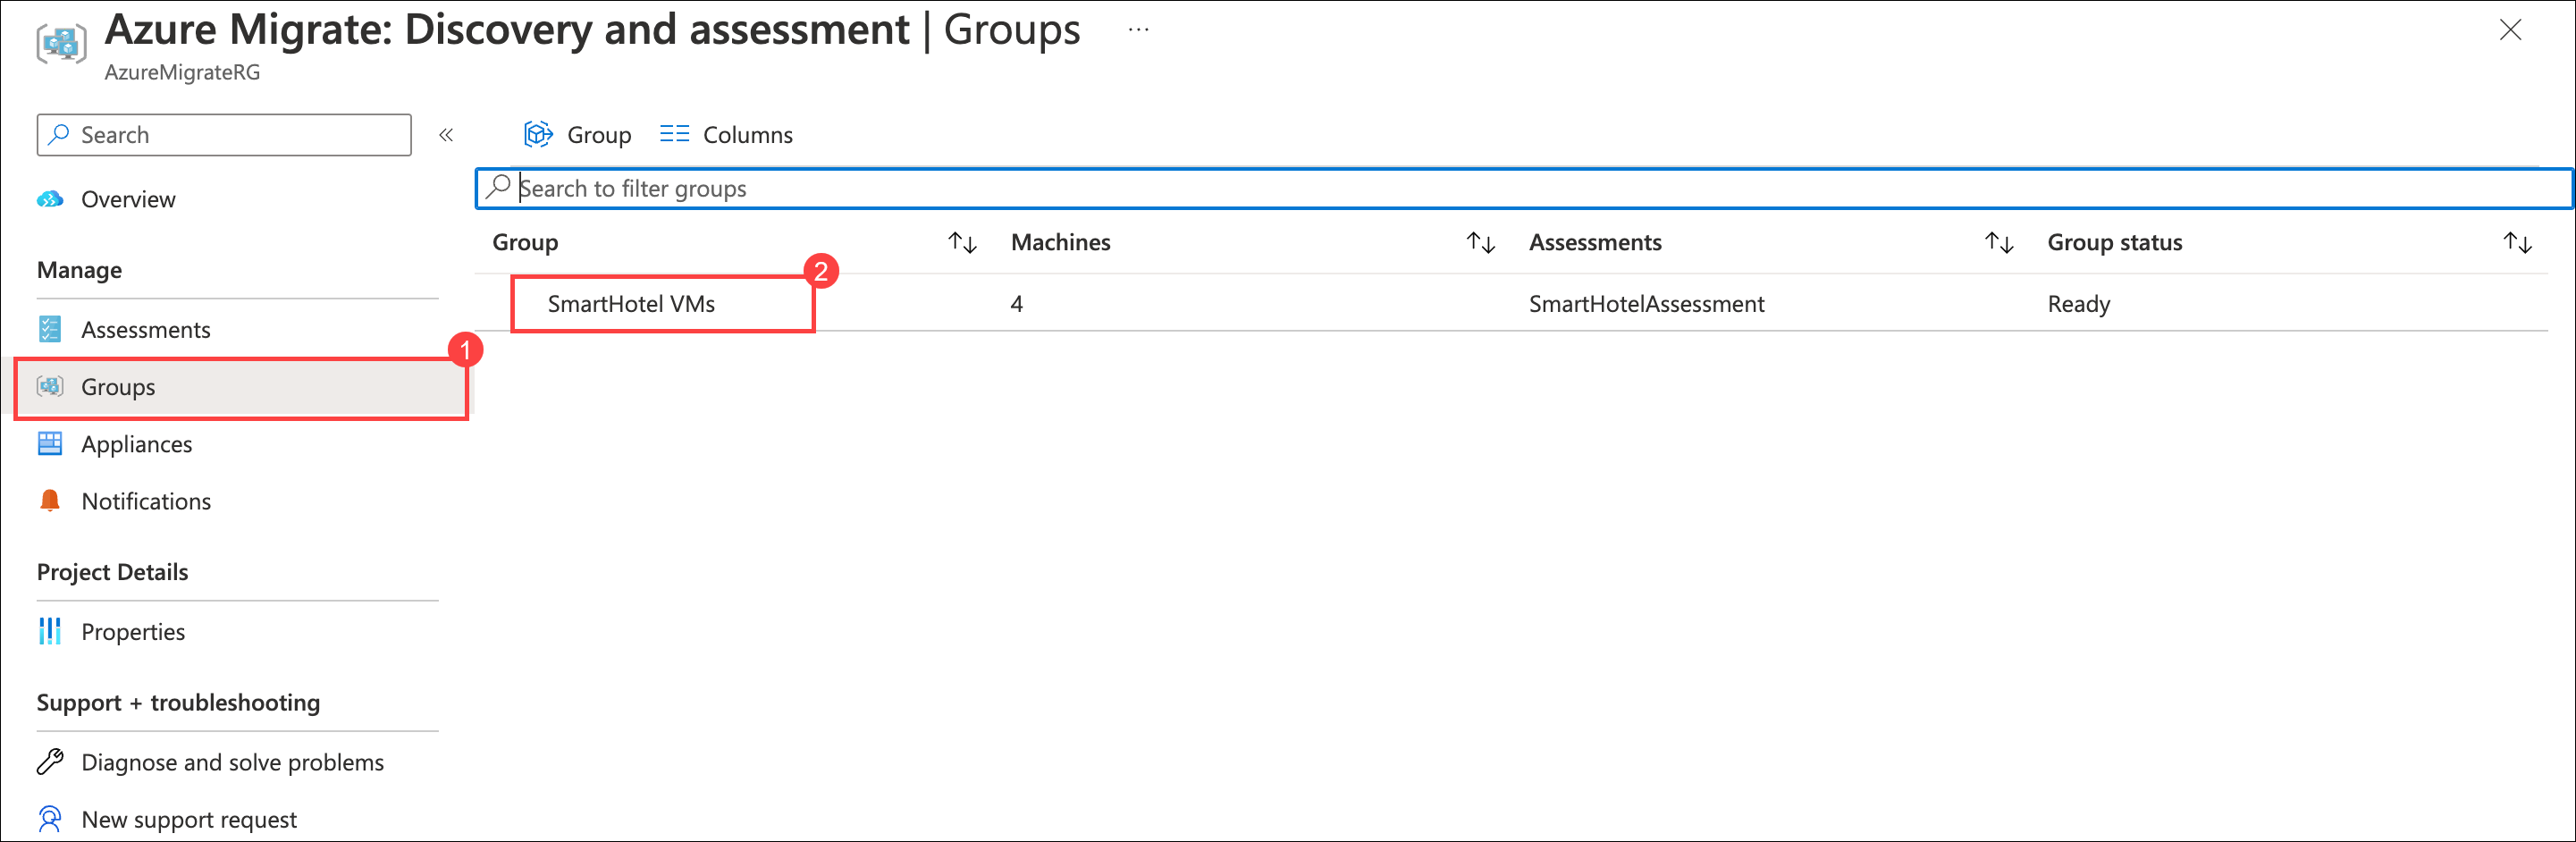 Azure Migrate: Discovery and assessment | Groups ...
AzureMigrateRG
Search «
Group Columns
Search to filter groups
Overview
Group Machines Assessments Group status
Manage
2
SmartHotel VMs 4 SmartHotelAssessment Ready
Assessments
1
Groups
Appliances
Notifications
Project Details
Properties
Support + troubleshooting
Diagnose and solve problems
New support request